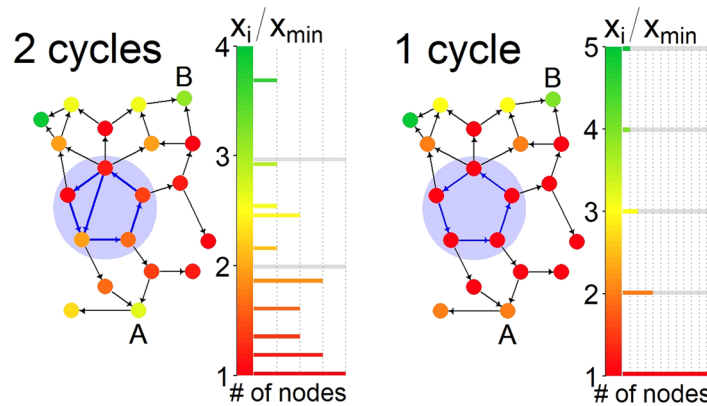 2 cycles
xi / xmin
B
4
3
2
1
A
# of nodes
1 cycle
xi / xmin
B
5
4
3
2
1
A
# of nodes